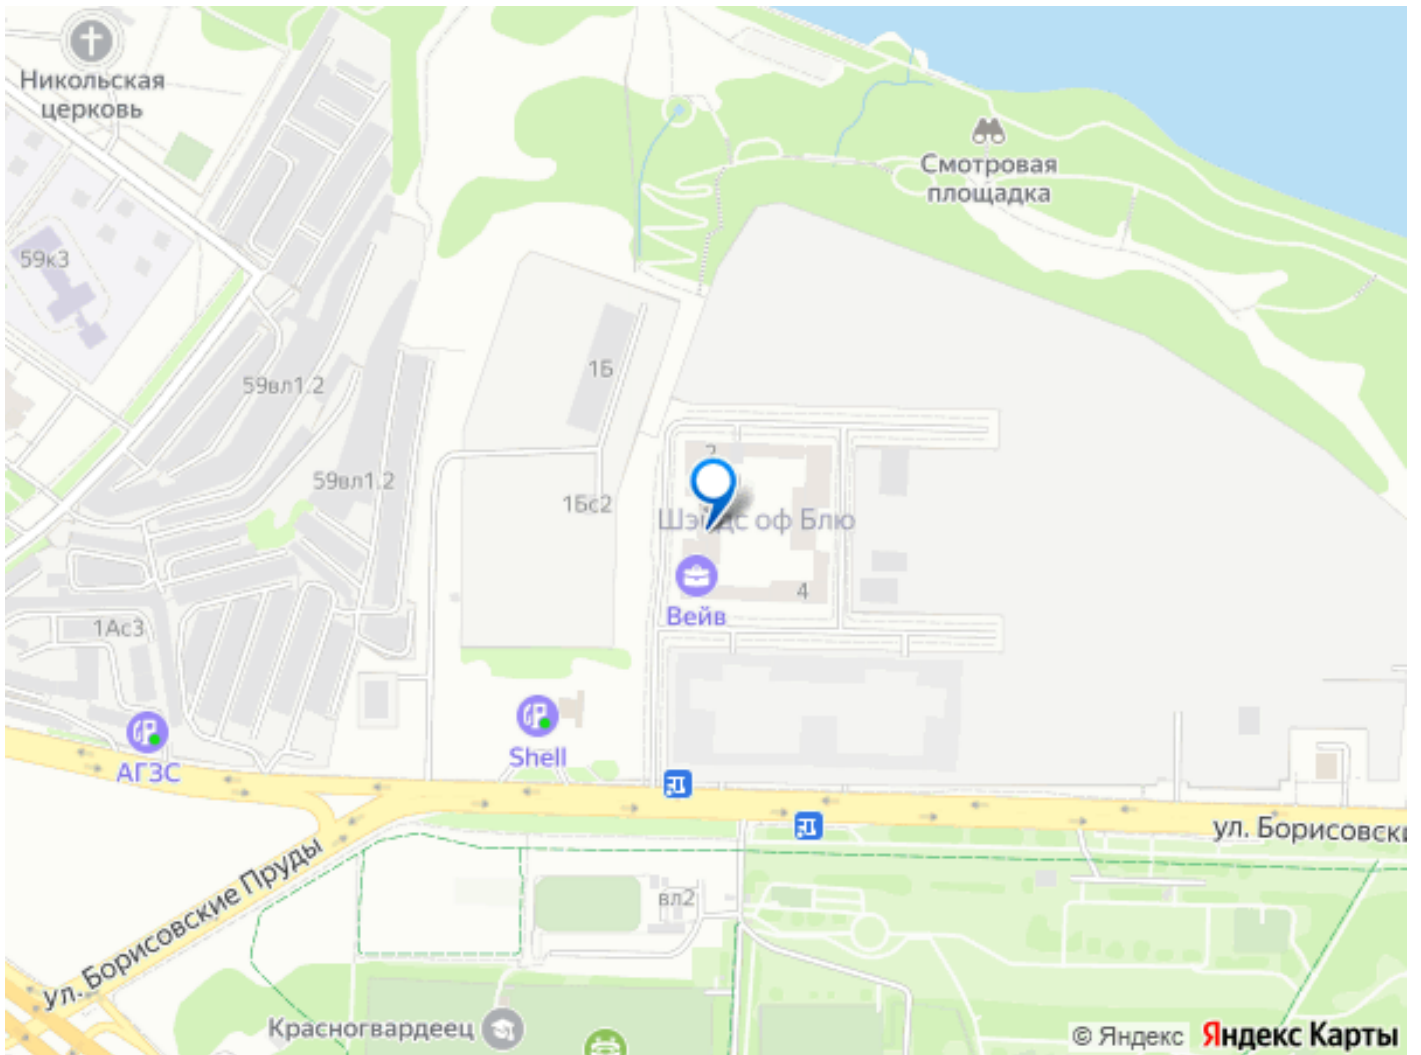 Никольская
церковь
Смотровая
площадка
59к3
1Б
59вл1.2
59вл1.2
1Бс2
2
Шэйдс оф Блю
4
Вейв
1Ас3
АГЗС
Shell
ул. Борисовски
ул. Борисовские Пруды
вл2
Красногвардеец
© Яндекс
Яндекс Карты